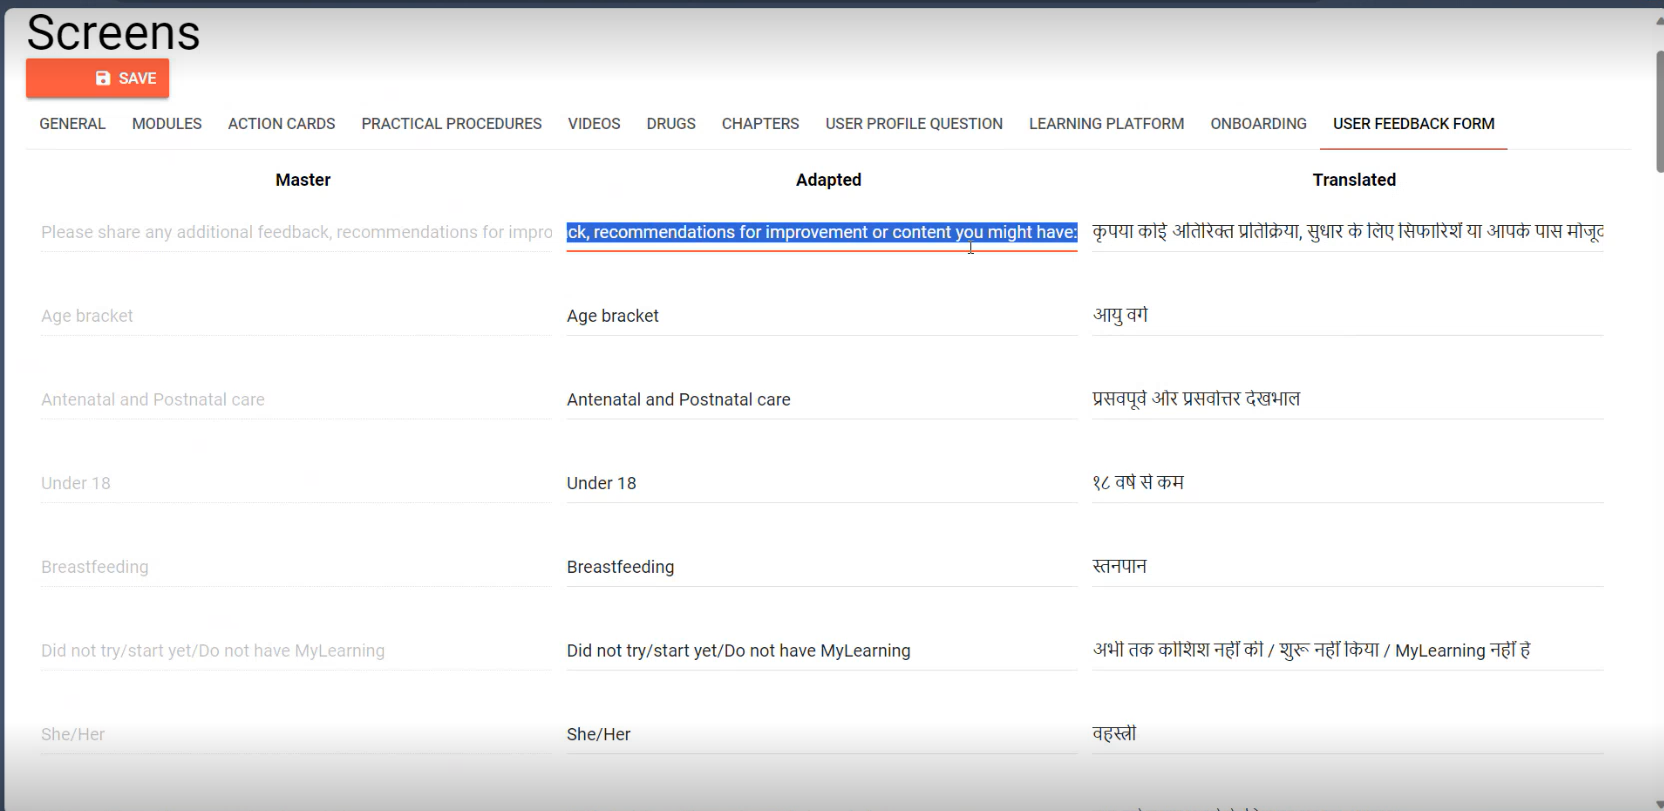 Screens
SAVE
GENERAL MODULES ACTION CARDS PRACTICAL PROCEDURES VIDEOS DRUGS CHAPTERS USER PROFILE QUESTION LEARNING PLATFORM ONBOARDING USER FEEDBACK FORM
Master Adapted Translated
Please share any additional feedback, recommendations for impro ck, recommendations for improvement or content you might have: कृपया कोई अतिरिक्त प्रतिक्रिया, सुधार के लिए सिफारिशें या आपके पास मौजूद
Age bracket Age bracket आयु वर्ग
Antenatal and Postnatal care Antenatal and Postnatal care प्रसवपूर्व और प्रसवोत्तर देखभाल
Under 18 Under 18 १८ वर्ष से कम
Breastfeeding Breastfeeding स्तनपान
Did not try/start yet/Do not have MyLearning Did not try/start yet/Do not have MyLearning अभी तक कोशिश नहीं की / शुरू नहीं किया / MyLearning नहीं है
She/Her She/Her वहस्त्री